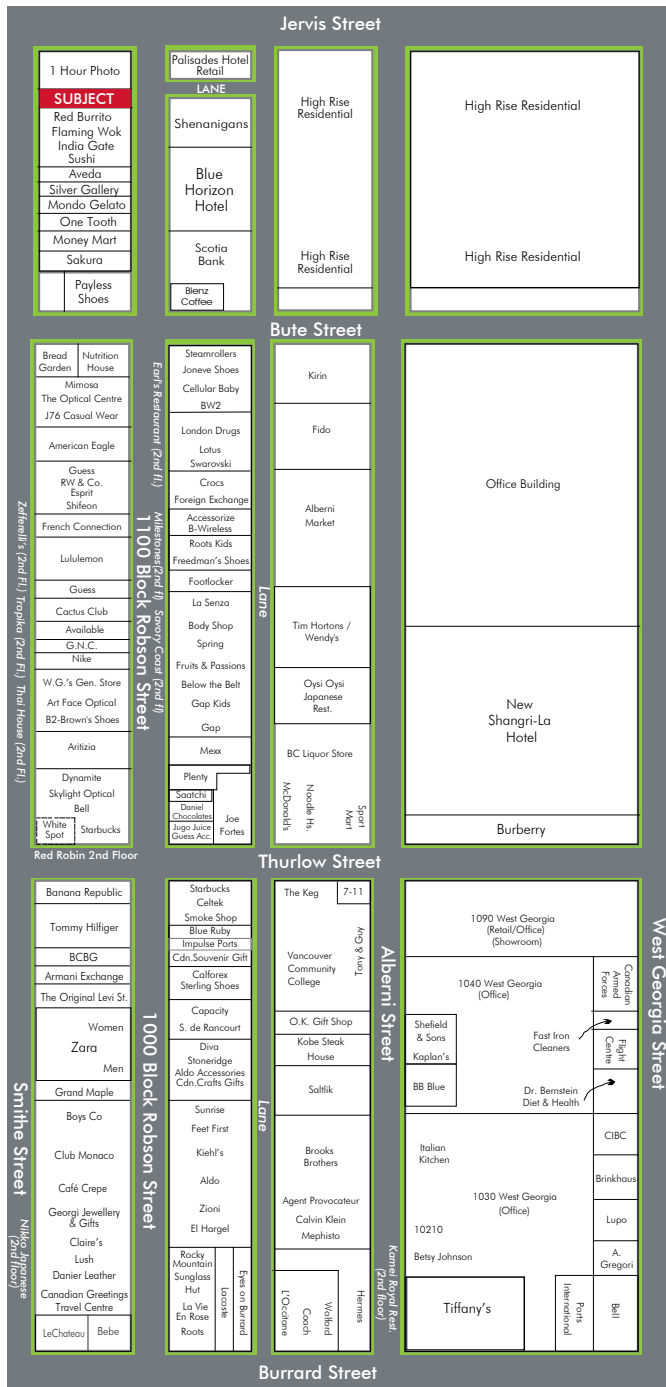 Jervis Street
1 Hour Photo
SUBJECT
Red Burrito
Flaming Wok
India Gate
Sushi
Aveda
Silver Gallery
Mondo Gelato
One Tooth
Money Mart
Sakura
Payless
Shoes
Palisades Hotel
Retail
LANE
Shenanigans
Blue
Horizon
Hotel
Scotia
Bank
Blenz
Coffee
High Rise
Residential
High Rise
Residential
High Rise Residential
High Rise Residential
Bute Street
Bread
Garden
Nutrition
House
Mimosa
The Optical Centre
J76 Casual Wear
American Eagle
Guess
RW & Co.
Esprit
Shifeon
French Connection
Lululemon
Guess
Cactus Club
Available
G.N.C.
Nike
W.G.'s Gen. Store
Art Face Optical
B2-Brown's Shoes
Aritizia
Dynamite
Skylight Optical
Bell
White
Spot
Starbucks
Red Robin 2nd Floor
Zefferelli's (2nd Fl.) Tropika (2nd Fl.) Thai House (2nd Fl.)
1100 Block Robson Street
Earl's Restaurant (2nd fl.)
Milestones(2nd fl) Savory Coast (2nd fl)
Steamrollers
Joneve Shoes
Cellular Baby
BW2
London Drugs
Lotus
Swarovski
Crocs
Foreign Exchange
Accessorize
B-Wireless
Roots Kids
Freedman's Shoes
Footlocker
La Senza
Body Shop
Spring
Fruits & Passions
Below the Belt
Gap Kids
Gap
Mexx
Plenty
Saatchi
Daniel
Chocolates
Jugo Juice
Guess Acc.
Joe
Fortes
Lane
Kirin
Fido
Alberni
Market
Tim Hortons /
Wendy's
Oysi Oysi
Japanese
Rest.
BC Liquor Store
McDonald's
Noodle Hs.
Sport
Mart
Office Building
New
Shangri-La
Hotel
Burberry
Thurlow Street
Smithe Street
Nikko Japanese
(2nd floor)
Banana Republic
Tommy Hilfiger
BCBG
Armani Exchange
The Original Levi St.
Women
Zara
Men
Grand Maple
Boys Co
Club Monaco
Café Crepe
Georgi Jewellery
& Gifts
Claire's
Lush
Danier Leather
Canadian Greetings
Travel Centre
LeChateau
Bebe
1000 Block Robson Street
Starbucks
Celtek
Smoke Shop
Blue Ruby
Impulse Ports
Cdn.Souvenir Gift
Calforex
Sterling Shoes
Capacity
S. de Rancourt
Diva
Stoneridge
Aldo Accessories
Cdn.Crafts Gifts
Sunrise
Feet First
Kiehl's
Aldo
Zioni
El Hargel
Rocky
Mountain
Sunglass
Hut
La Vie
En Rose
Roots
Lacoste
Eyes on Burrard
Lane
The Keg
7-11
Tony & Guy
Vancouver
Community
College
O.K. Gift Shop
Kobe Steak
House
Saltlik
Brooks
Brothers
Agent Provocateur
Calvin Klein
Mephisto
L'Occitane
Coach
Wolford
Hermes
Alberni Street
Kamei Royal Rest.
(2nd floor)
1090 West Georgia
(Retail/Office)
(Showroom)
1040 West Georgia
(Office)
Canadian
Armed
Forces
Shefield
& Sons
Kaplan's
BB Blue
Fast Iron
Cleaners
Flight
Centre
Dr. Bernstein
Diet & Health
Italian
Kitchen
CIBC
1030 West Georgia
(Office)
Brinkhaus
10210
Lupo
Betsy Johnson
A.
Gregori
Tiffany's
Ports
International
Bell
West Georgia Street
Burrard Street